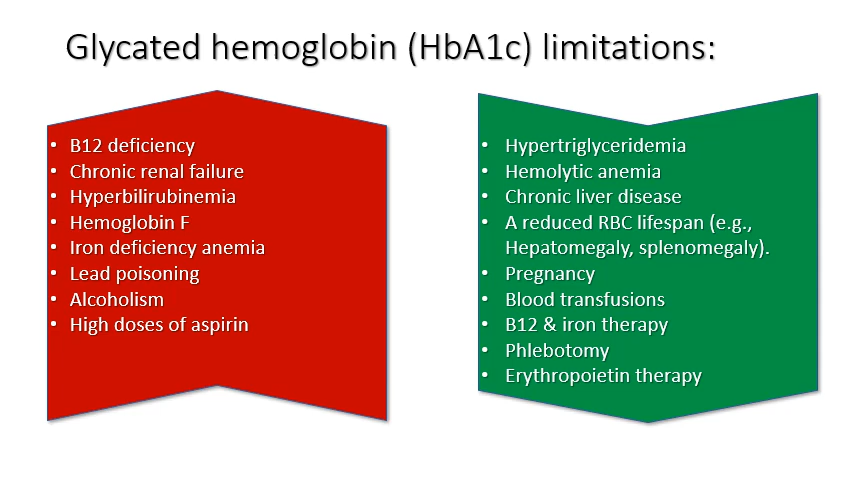 Glycated hemoglobin (HbA1c) limitations:
• B12 deficiency
• Chronic renal failure
• Hyperbilirubinemia
• Hemoglobin F
• Iron deficiency anemia
• Lead poisoning
• Alcoholism
• High doses of aspirin
• Hypertriglyceridemia
• Hemolytic anemia
• Chronic liver disease
• A reduced RBC lifespan (e.g.,
Hepatomegaly, splenomegaly).
• Pregnancy
• Blood transfusions
• B12 & iron therapy
• Phlebotomy
• Erythropoietin therapy